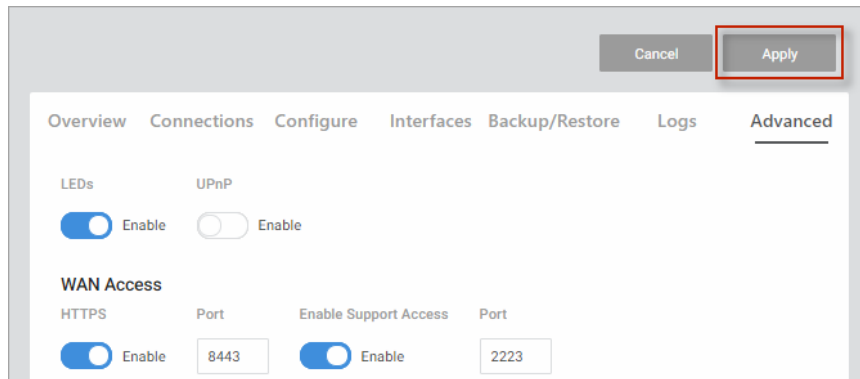 Cancel Apply
Overview Connections Configure Interfaces Backup/Restore Logs Advanced
LEDs UPnP
Enable Enable
WAN Access
HTTPS Port Enable Support Access Port
Enable 8443 Enable 2223